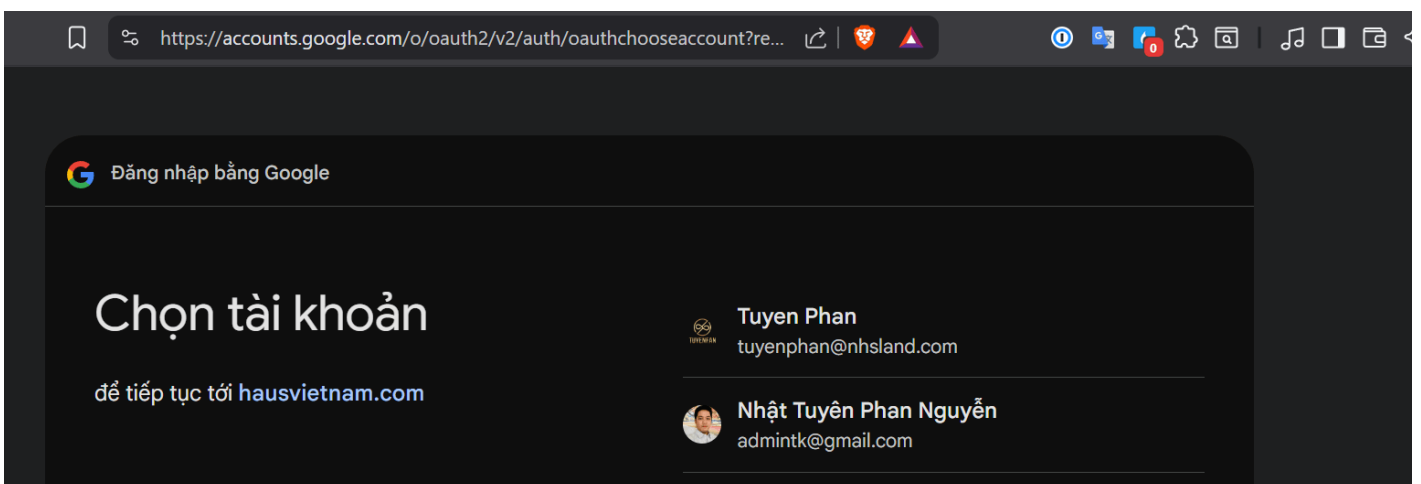 https://accounts.google.com/o/oauth2/v2/auth/oauthchooseaccount?re...
0
Đăng nhập bằng Google
Chọn tài khoản
để tiếp tục tới hausvietnam.com
TUYENFAN
Tuyen Phan
tuyenphan@nhsland.com
Nhật Tuyên Phan Nguyễn
admintk@gmail.com